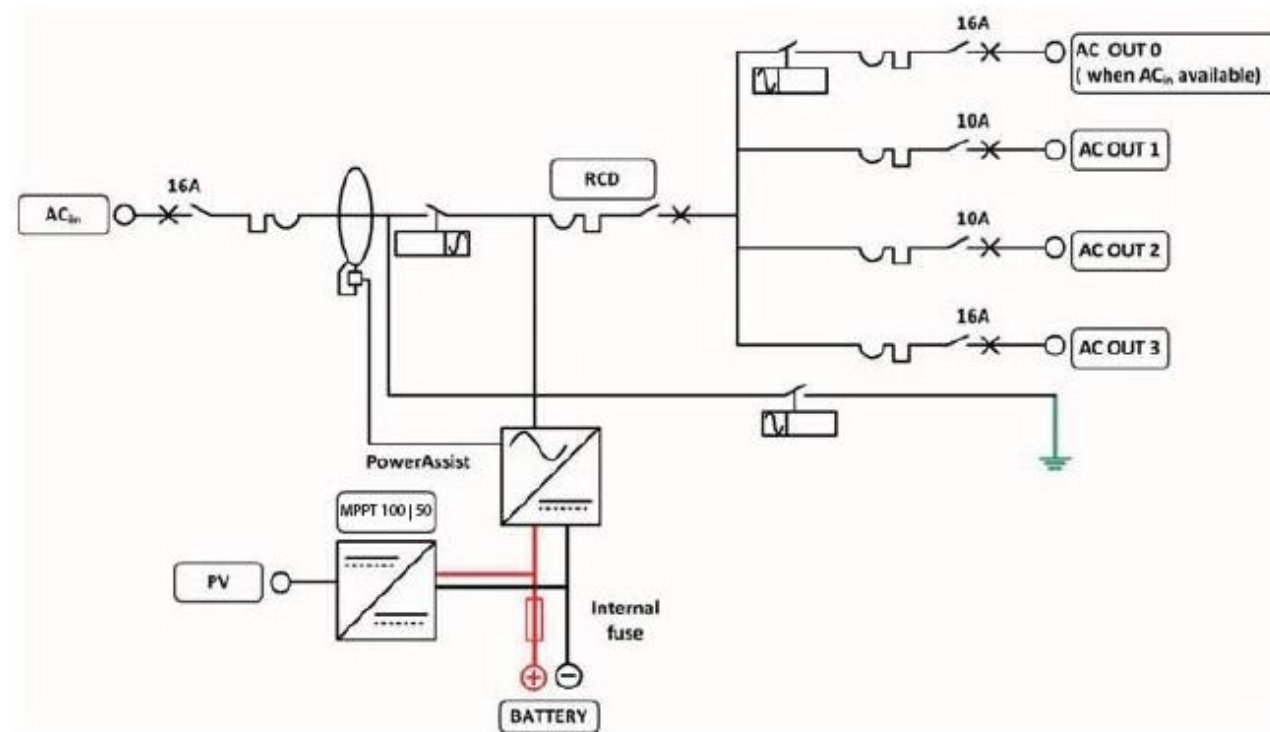 16A
AC OUT 0
( when ACin available)
10A
AC OUT 1
RCD
16A
ACin
10A
AC OUT 2
16A
AC OUT 3
PowerAssist
MPPT 100|50
PV
Internal
fuse
BATTERY